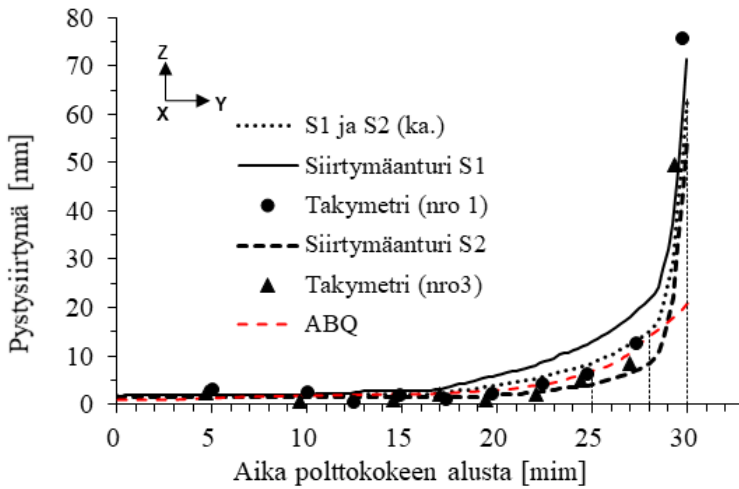 80
70
60
50
40
30
20
10
0
Pystysiirtymä [mm]
Z
X
Y
S1 ja S2 (ka.)
Siirtymäanturi S1
Takymetri (nro 1)
Siirtymäanturi S2
Takymetri (nro3)
ABQ
0 5 10 15 20 25 30
Aika polttokokeen alusta [mim]